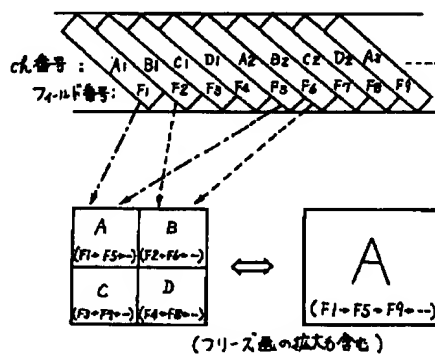 ch番号: A1 B1 C1 D1 A2 B2 C2 D2 A3
フィールド番号: F1 F2 F3 F4 F5 F6 F7 F8 F9
A B
(F1→F5→--) (F2→F6→--)
C D
(F3→F7→--) (F4→F8→--)
A
(F1→F5→F9→--)
(フリーズ画の拡大も含む)